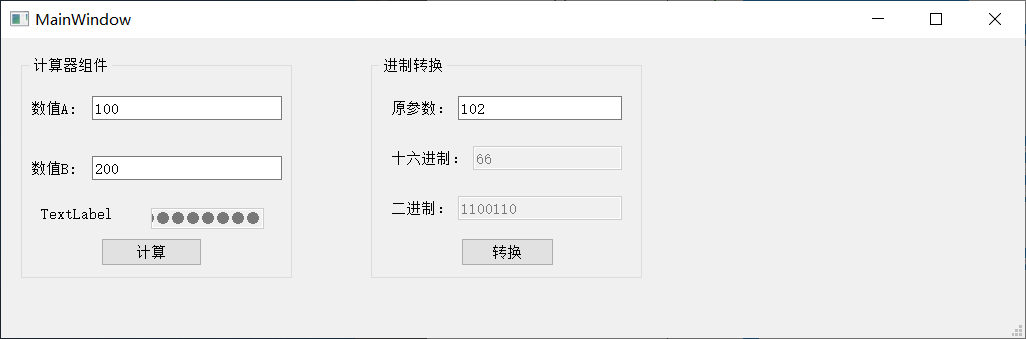 MainWindow
计算器组件
数值A:
100
数值B:
200
TextLabel
计算
进制转换
原参数:
102
十六进制:
66
二进制:
1100110
转换